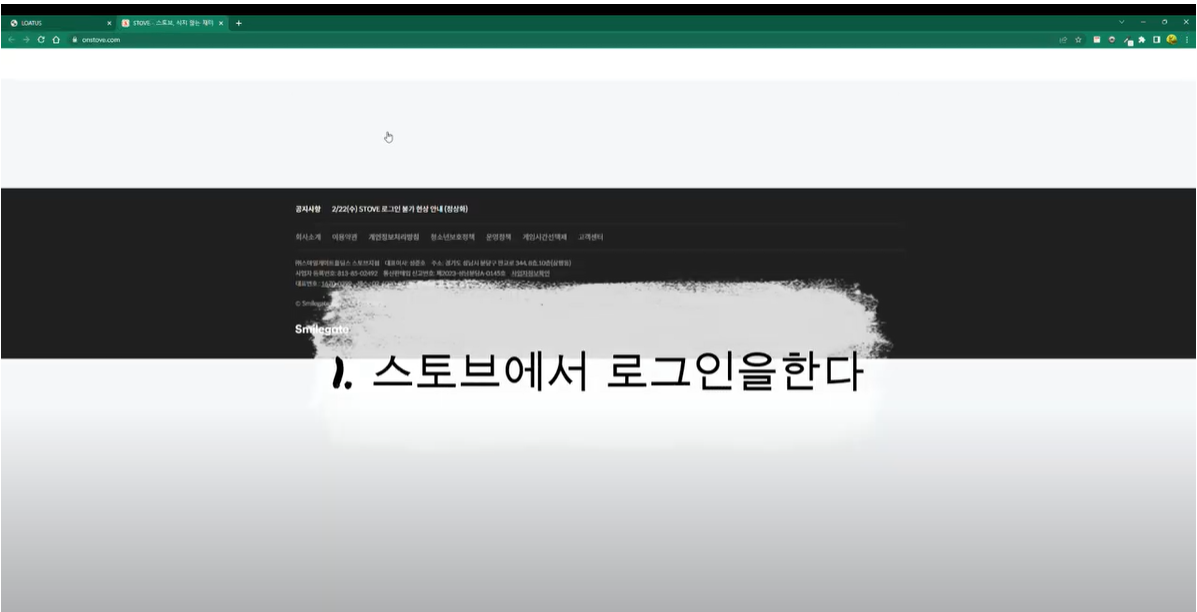 LOATUS
STOVE - 스토브, 식지 않는 재미
onstove.com
공지사항 2/22(수) STOVE 로그인 불가 현상 안내 (정상화)
회사소개 이용약관 개인정보처리방침 청소년보호정책 운영정책 게임시간선택제 고객센터
㈜스마일게이트홀딩스 스토브지점 대표이사: 성준호 주소: 경기도 성남시 분당구 판교로 344, 8층, 10층(삼평동)
사업자 등록번호: 813-85-02492 통신판매업 신고번호: 제2023-성남분당A-0145호 사업자정보확인
대표번호:
© Smilegate
Smilegate
1. 스토브에서 로그인을한다